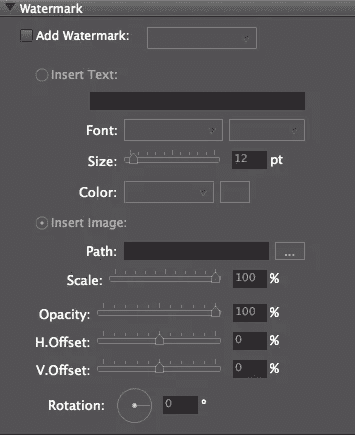 Watermark
Add Watermark:
Insert Text:
Font:
Size: 12 pt
Color:
Insert Image:
Path: ...
Scale: 100 %
Opacity: 100 %
H.Offset: 0 %
V.Offset: 0 %
Rotation: 0 °